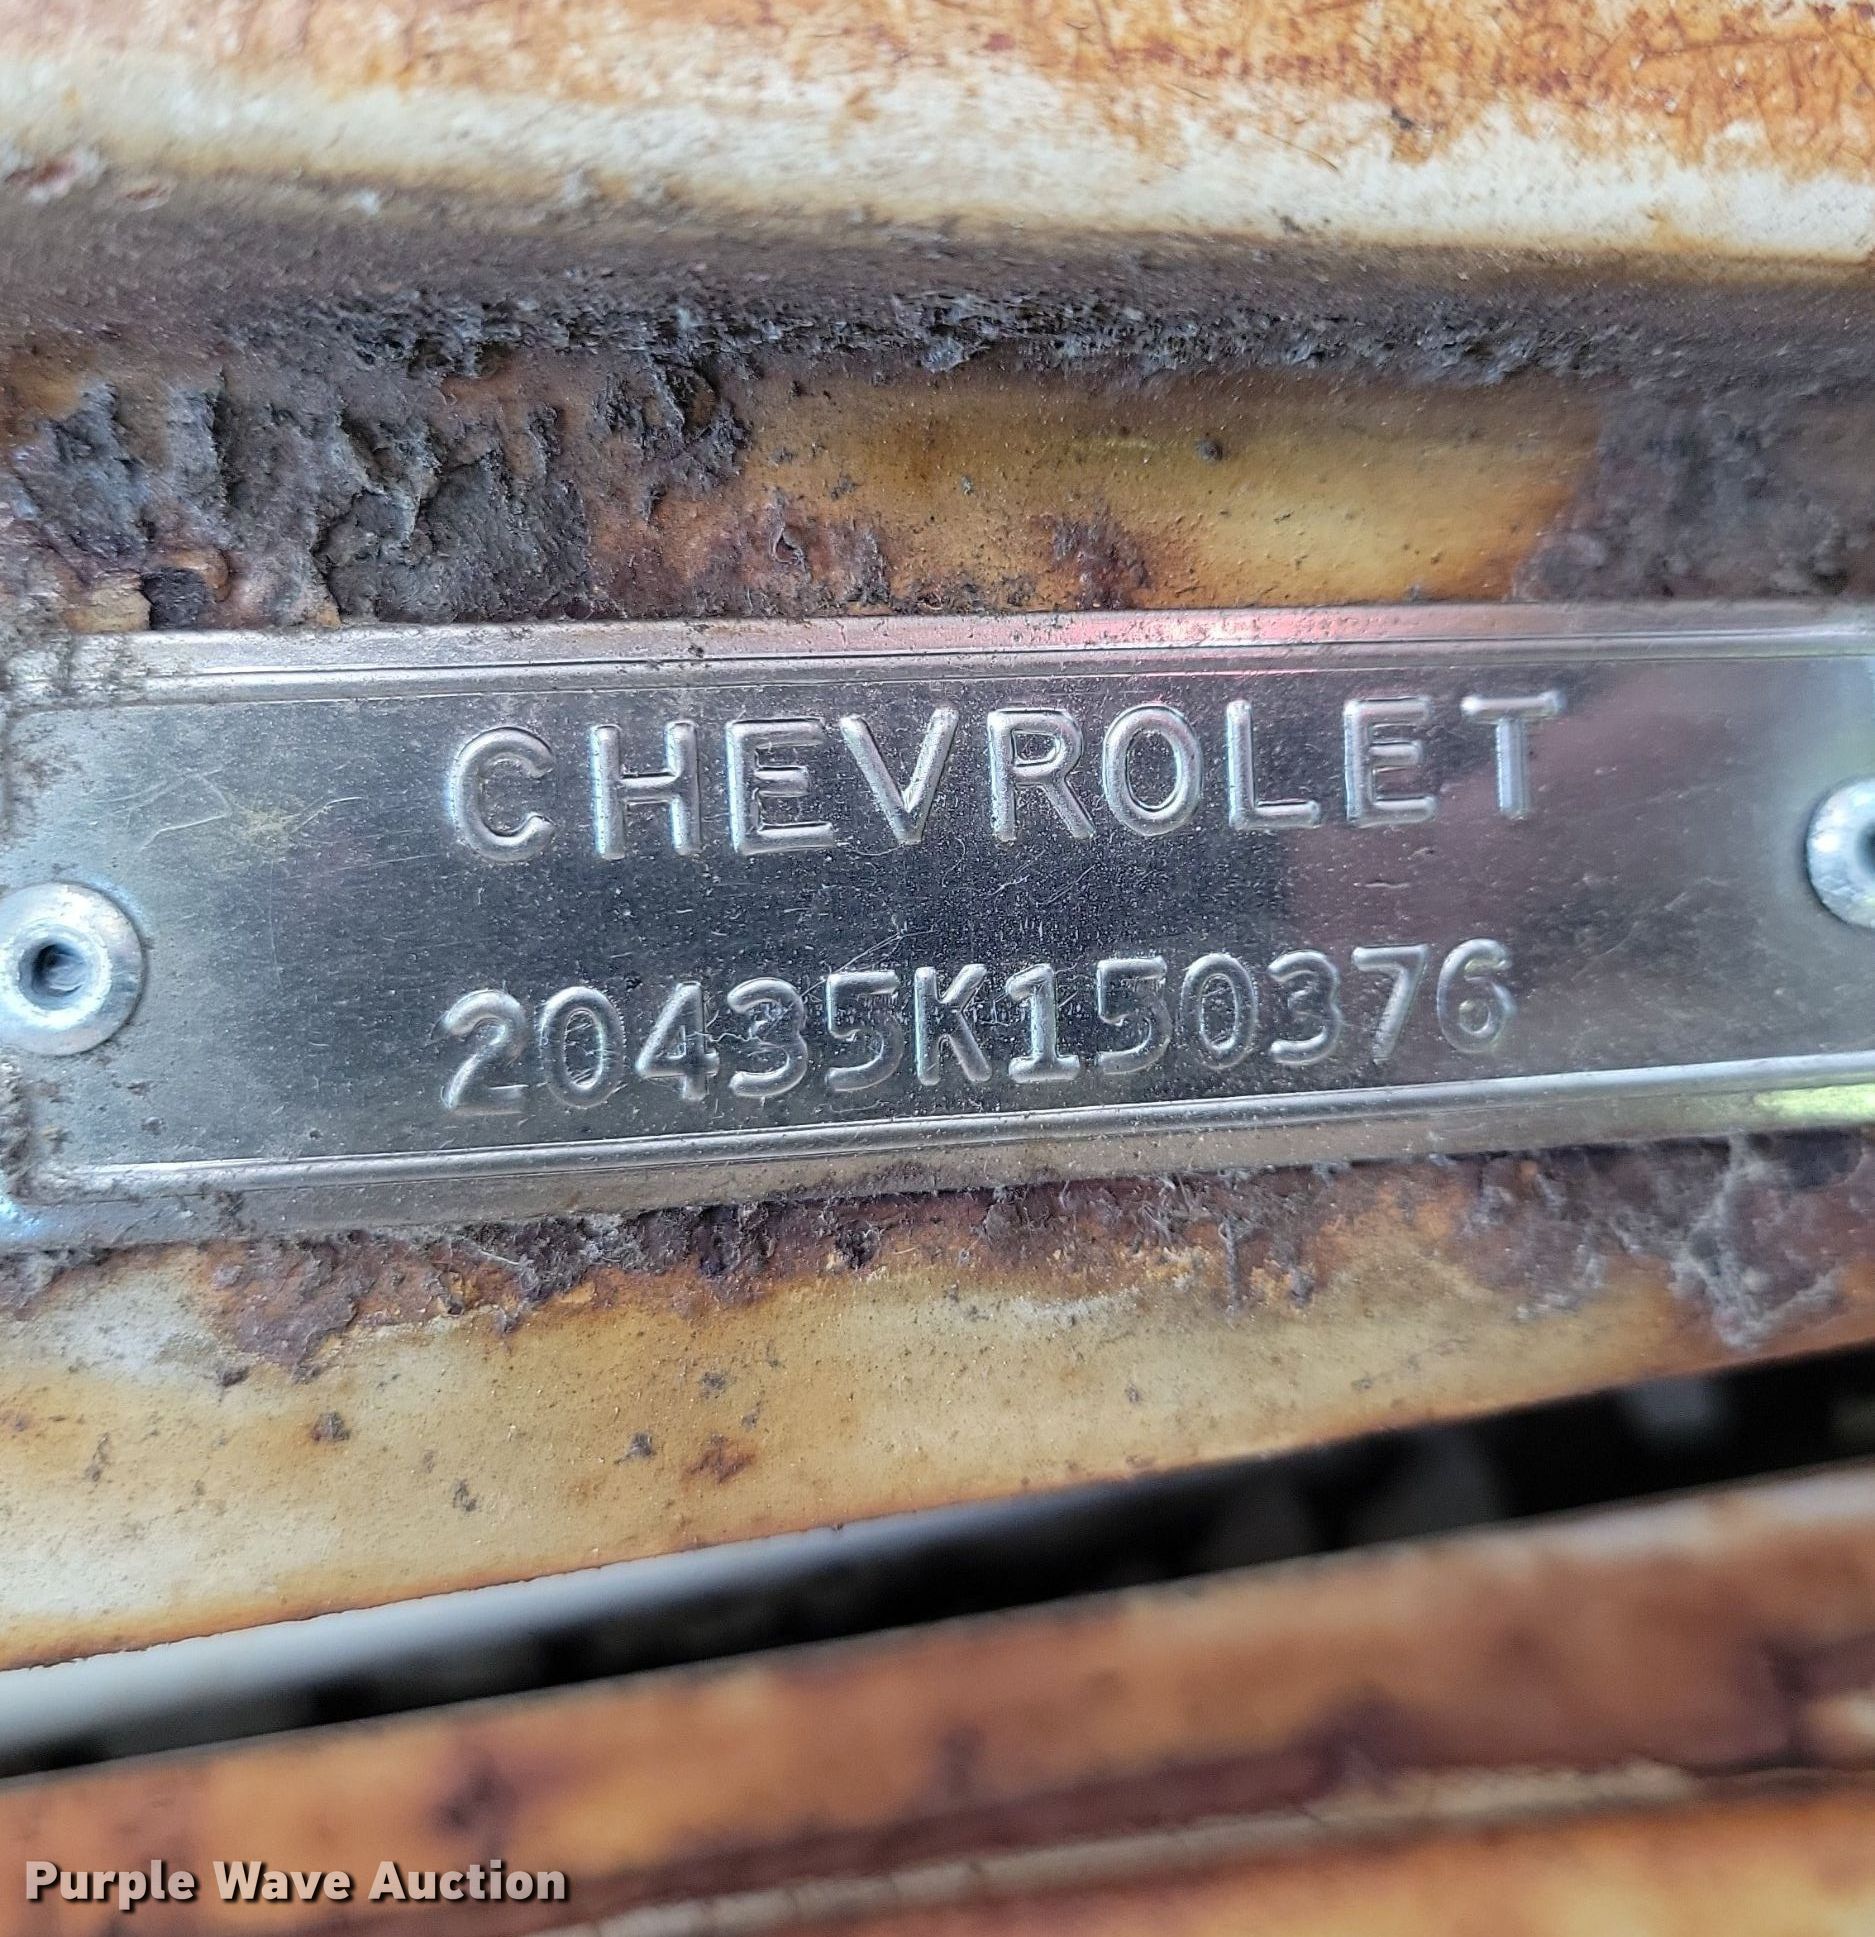 CHEVROLET
20435K150376
Purple Wave Auction